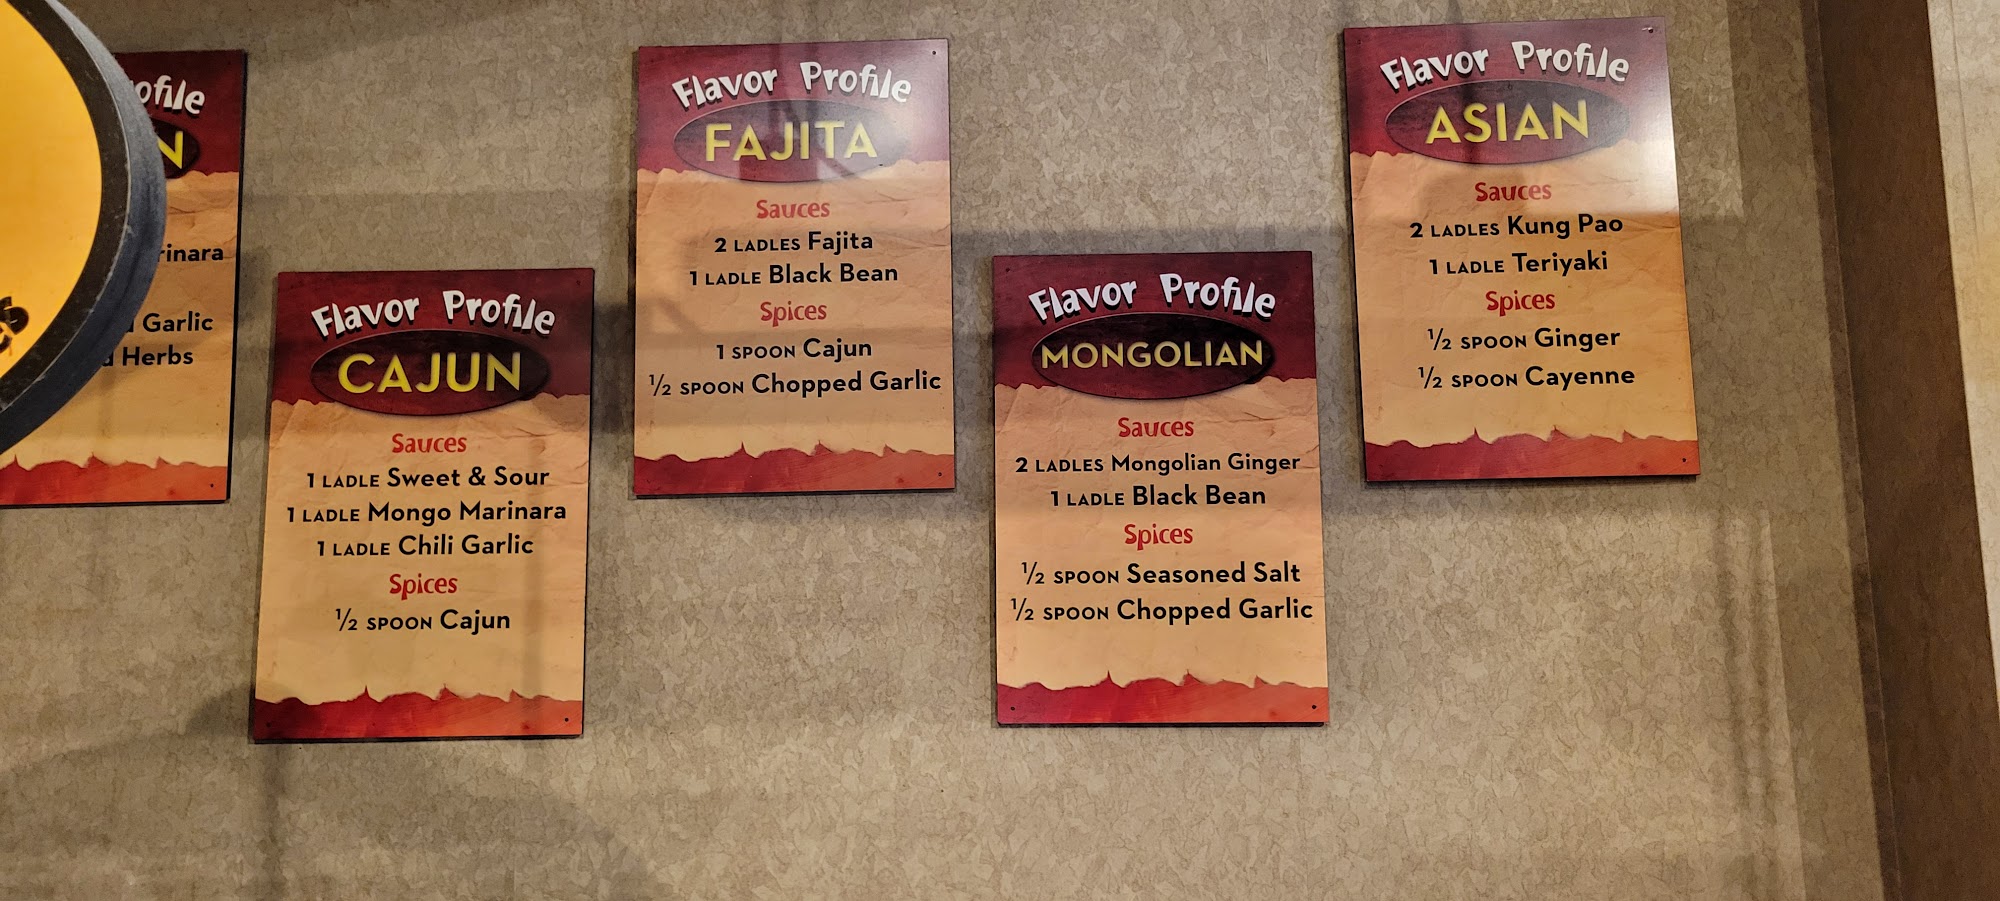 Garlic
Herbs
Flavor Profile
CAJUN
Sauces
1 LADLE Sweet & Sour
1 LADLE Mongo Marinara
1 LADLE Chili Garlic
Spices
½ SPOON Cajun
Flavor Profile
FAJITA
Sauces
2 LADLES Fajita
1 LADLE Black Bean
Spices
1 SPOON Cajun
½ SPOON Chopped Garlic
Flavor Profile
MONGOLIAN
Sauces
2 LADLES Mongolian Ginger
1 LADLE Black Bean
Spices
½ SPOON Seasoned Salt
½ SPOON Chopped Garlic
Flavor Profile
ASIAN
Sauces
2 LADLES Kung Pao
1 LADLE Teriyaki
Spices
½ SPOON Ginger
½ SPOON Cayenne